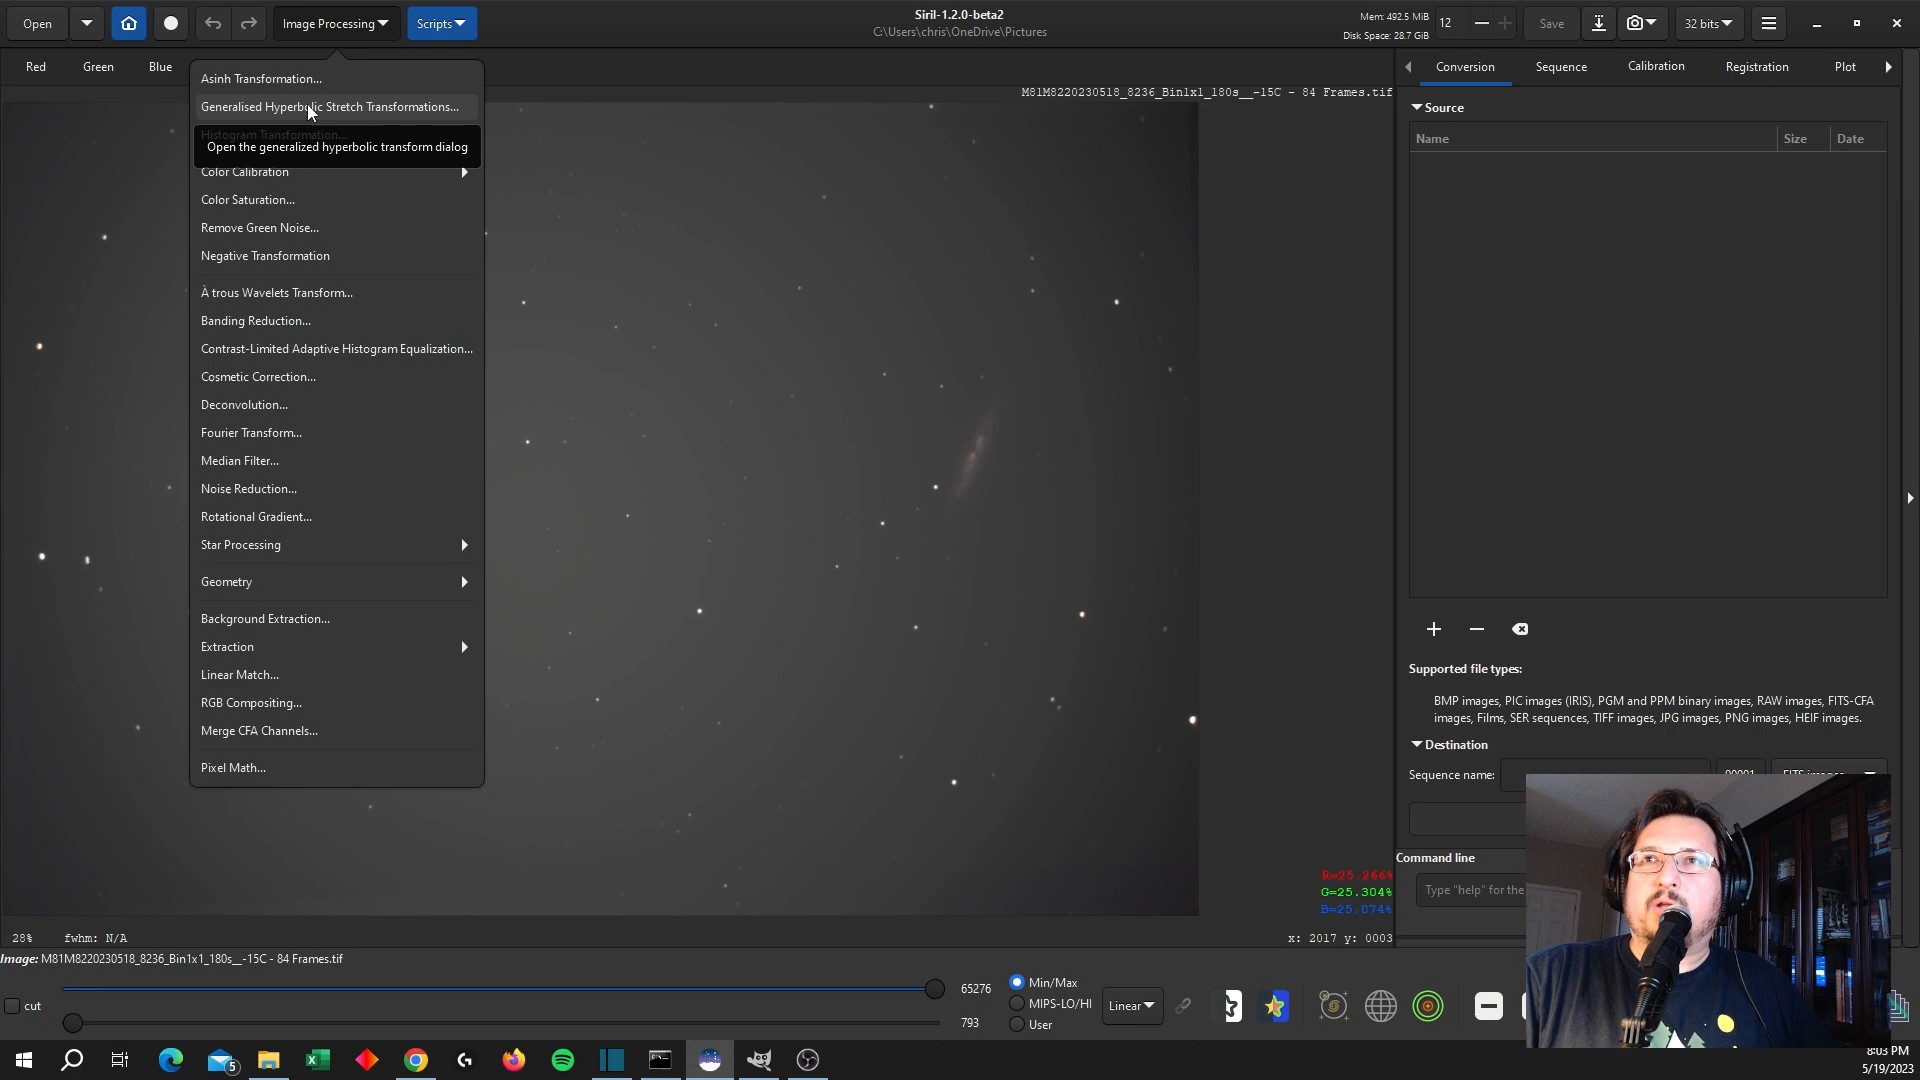 Open
Image Processing
Scripts
Siril-1.2.0-beta2
C:\Users\chris\OneDrive\Pictures
Mem: 492.5 MiB
Disk Space: 28.7 GiB
12
Save
32 bits
Red
Green
Blue
Conversion
Sequence
Calibration
Registration
Plot
M81M8220230518_8236_Bin1x1_180s__-15C - 84 Frames.tif
Asinh Transformation...
Generalised Hyperbolic Stretch Transformations...
Histogram Transformation...
Open the generalized hyperbolic transform dialog
Color Calibration
Color Saturation...
Remove Green Noise...
Negative Transformation
À trous Wavelets Transform...
Banding Reduction...
Contrast-Limited Adaptive Histogram Equalization...
Cosmetic Correction...
Deconvolution...
Fourier Transform...
Median Filter...
Noise Reduction...
Rotational Gradient...
Star Processing
Geometry
Background Extraction...
Extraction
Linear Match...
RGB Compositing...
Merge CFA Channels...
Pixel Math...
Source
Name
Size
Date
Supported file types:
BMP images, PIC images (IRIS), PGM and PPM binary images, RAW images, FITS-CFA
images, Films, SER sequences, TIFF images, JPG images, PNG images, HEIF images.
Destination
Sequence name:
Command line
Type "help" for the
R=25.266%
G=25.304%
B=25.074%
28%
fwhm: N/A
x: 2017 y: 0003
Image: M81M8220230518_8236_Bin1x1_180s__-15C - 84 Frames.tif
cut
65276
793
Min/Max
MIPS-LO/HI
User
Linear
5
8:03 PM
5/19/2023